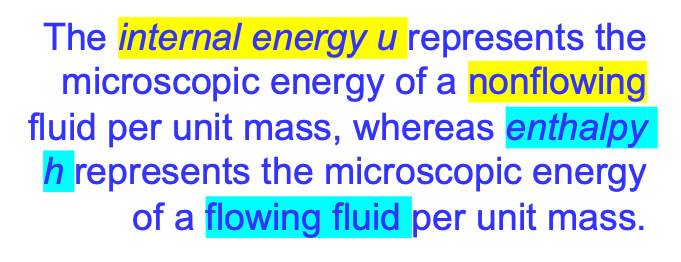 The internal energy u represents the
microscopic energy of a nonflowing
fluid per unit mass, whereas enthalpy
h represents the microscopic energy
of a flowing fluid per unit mass.